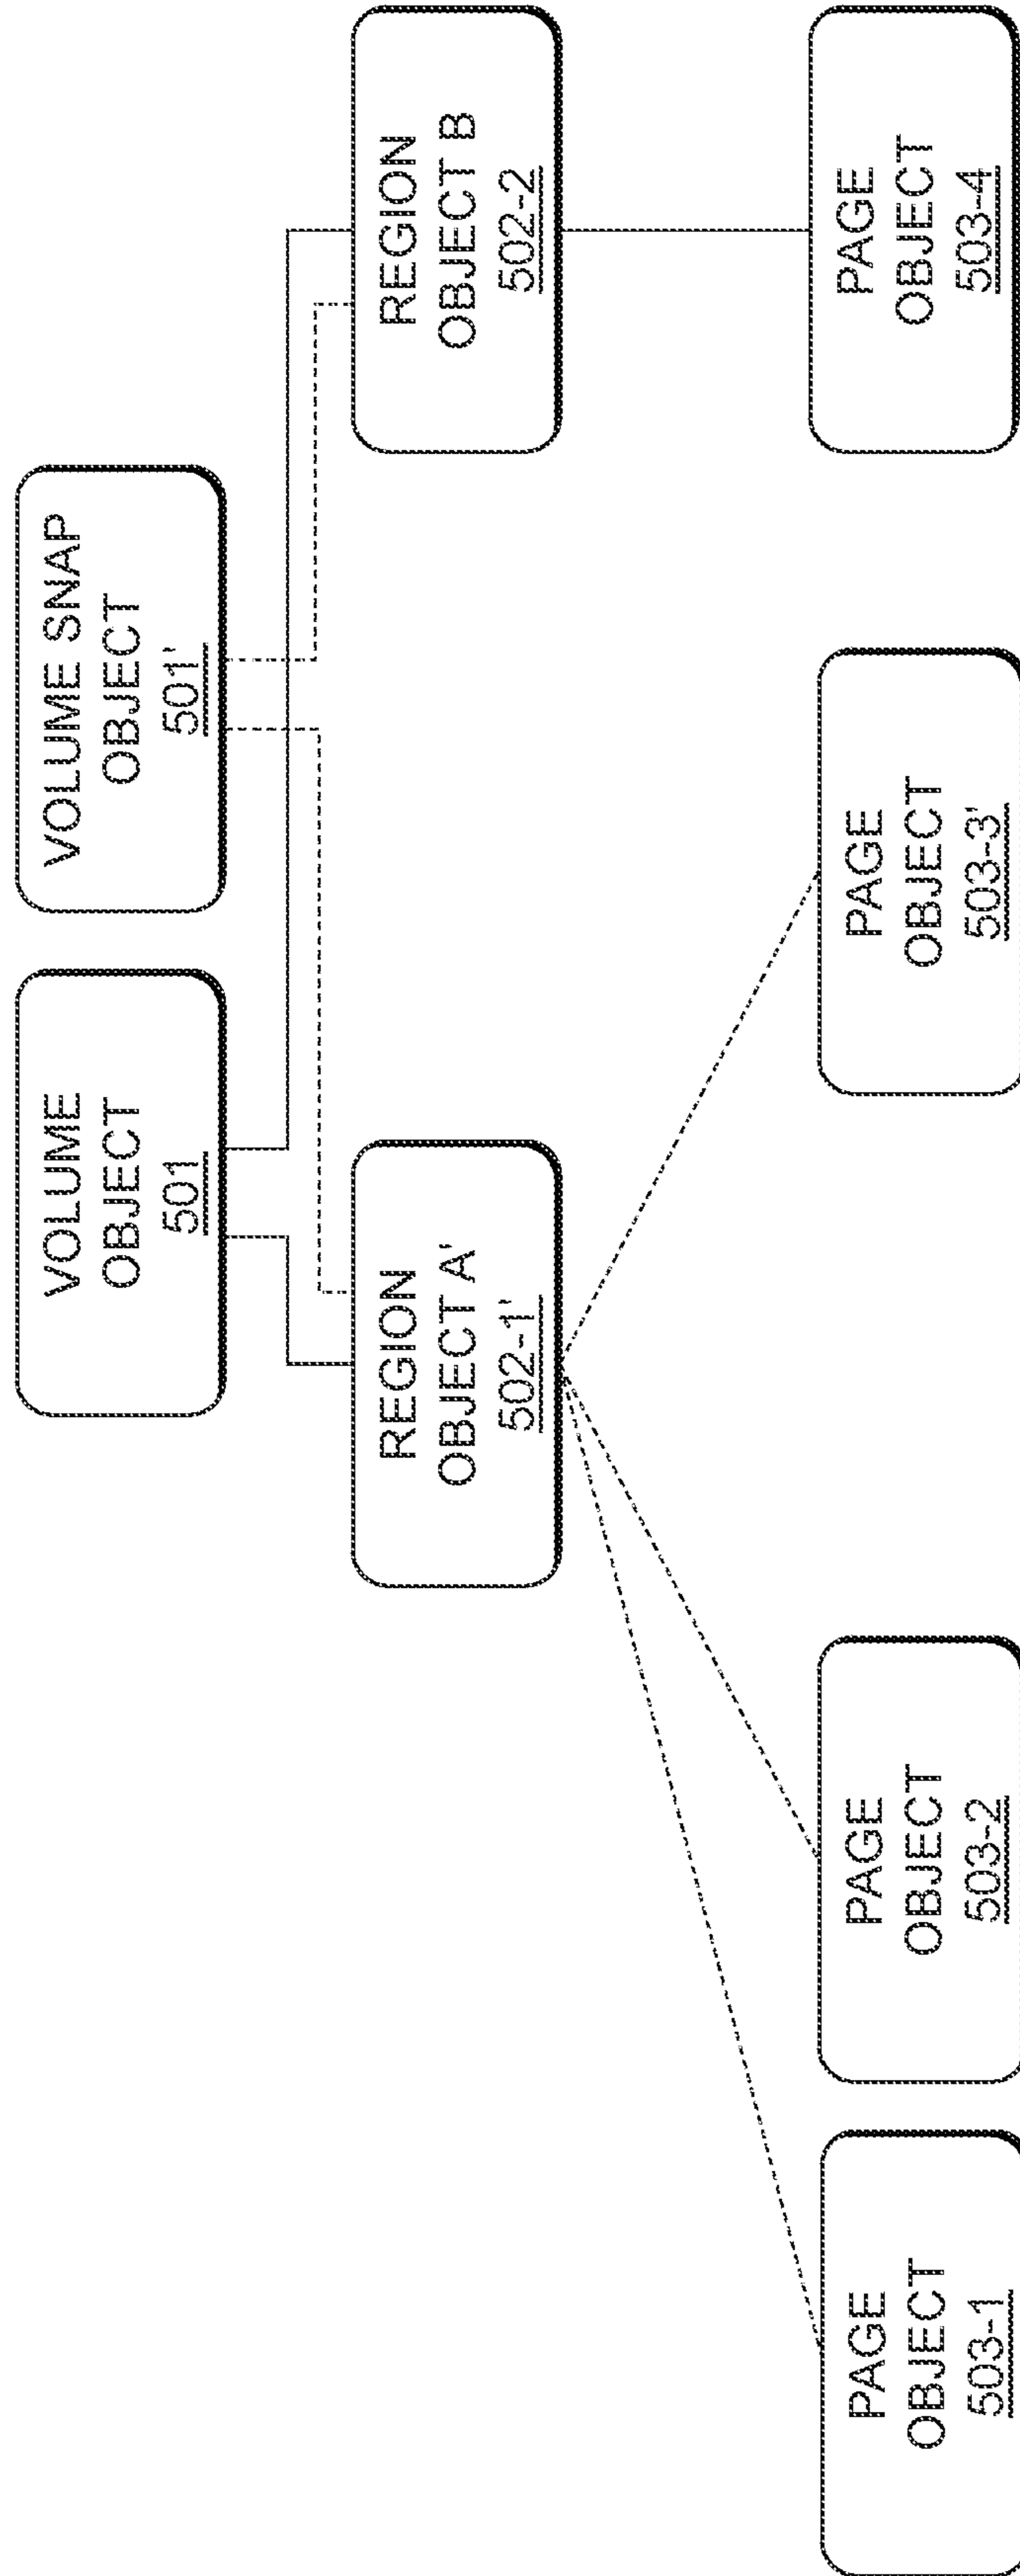 VOLUME
OBJECT
501
VOLUME SNAP
OBJECT
501'
REGION
OBJECT A'
502-1'
REGION
OBJECT B
502-2
PAGE
OBJECT
503-1
PAGE
OBJECT
503-2
PAGE
OBJECT
503-3'
PAGE
OBJECT
503-4